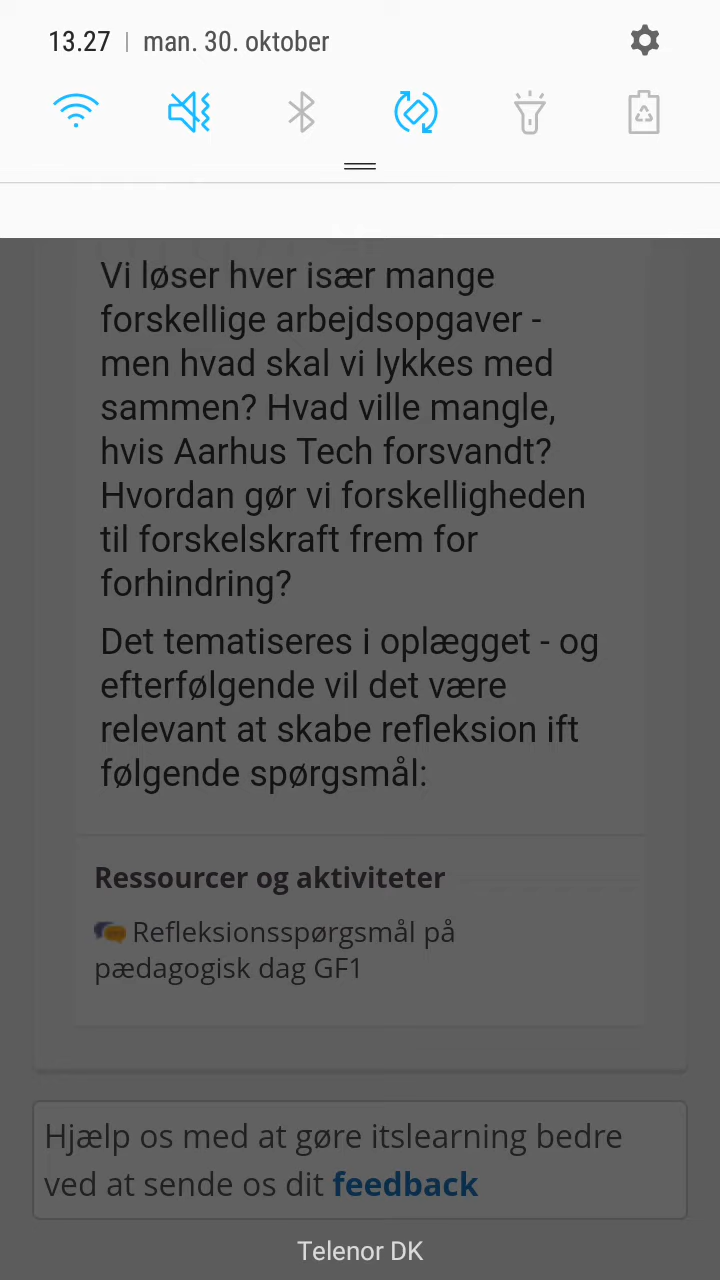 13.27 | man. 30. oktober
Vi løser hver især mange
forskellige arbejdsopgaver -
men hvad skal vi lykkes med
sammen? Hvad ville mangle,
hvis Aarhus Tech forsvandt?
Hvordan gør vi forskelligheden
til forskelskraft frem for
forhindring?
Det tematiseres i oplægget - og
efterfølgende vil det være
relevant at skabe refleksion ift
følgende spørgsmål:
Ressourcer og aktiviteter
Refleksionsspørgsmål på
pædagogisk dag GF1
Hjælp os med at gøre itslearning bedre
ved at sende os dit feedback
Telenor DK